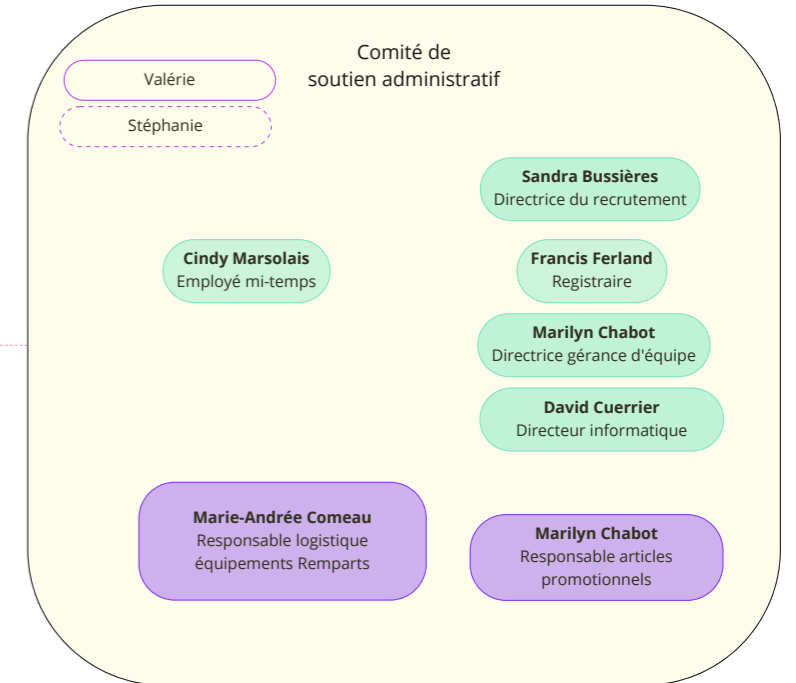 Comité de
soutien administratif
Valérie
Stéphanie
Sandra Bussières
Directrice du recrutement
Cindy Marsolais
Employé mi-temps
Francis Ferland
Registraire
Marilyn Chabot
Directrice gérance d'équipe
David Cuerrier
Directeur informatique
Marie-Andrée Comeau
Responsable logistique
équipements Remparts
Marilyn Chabot
Responsable articles
promotionnels